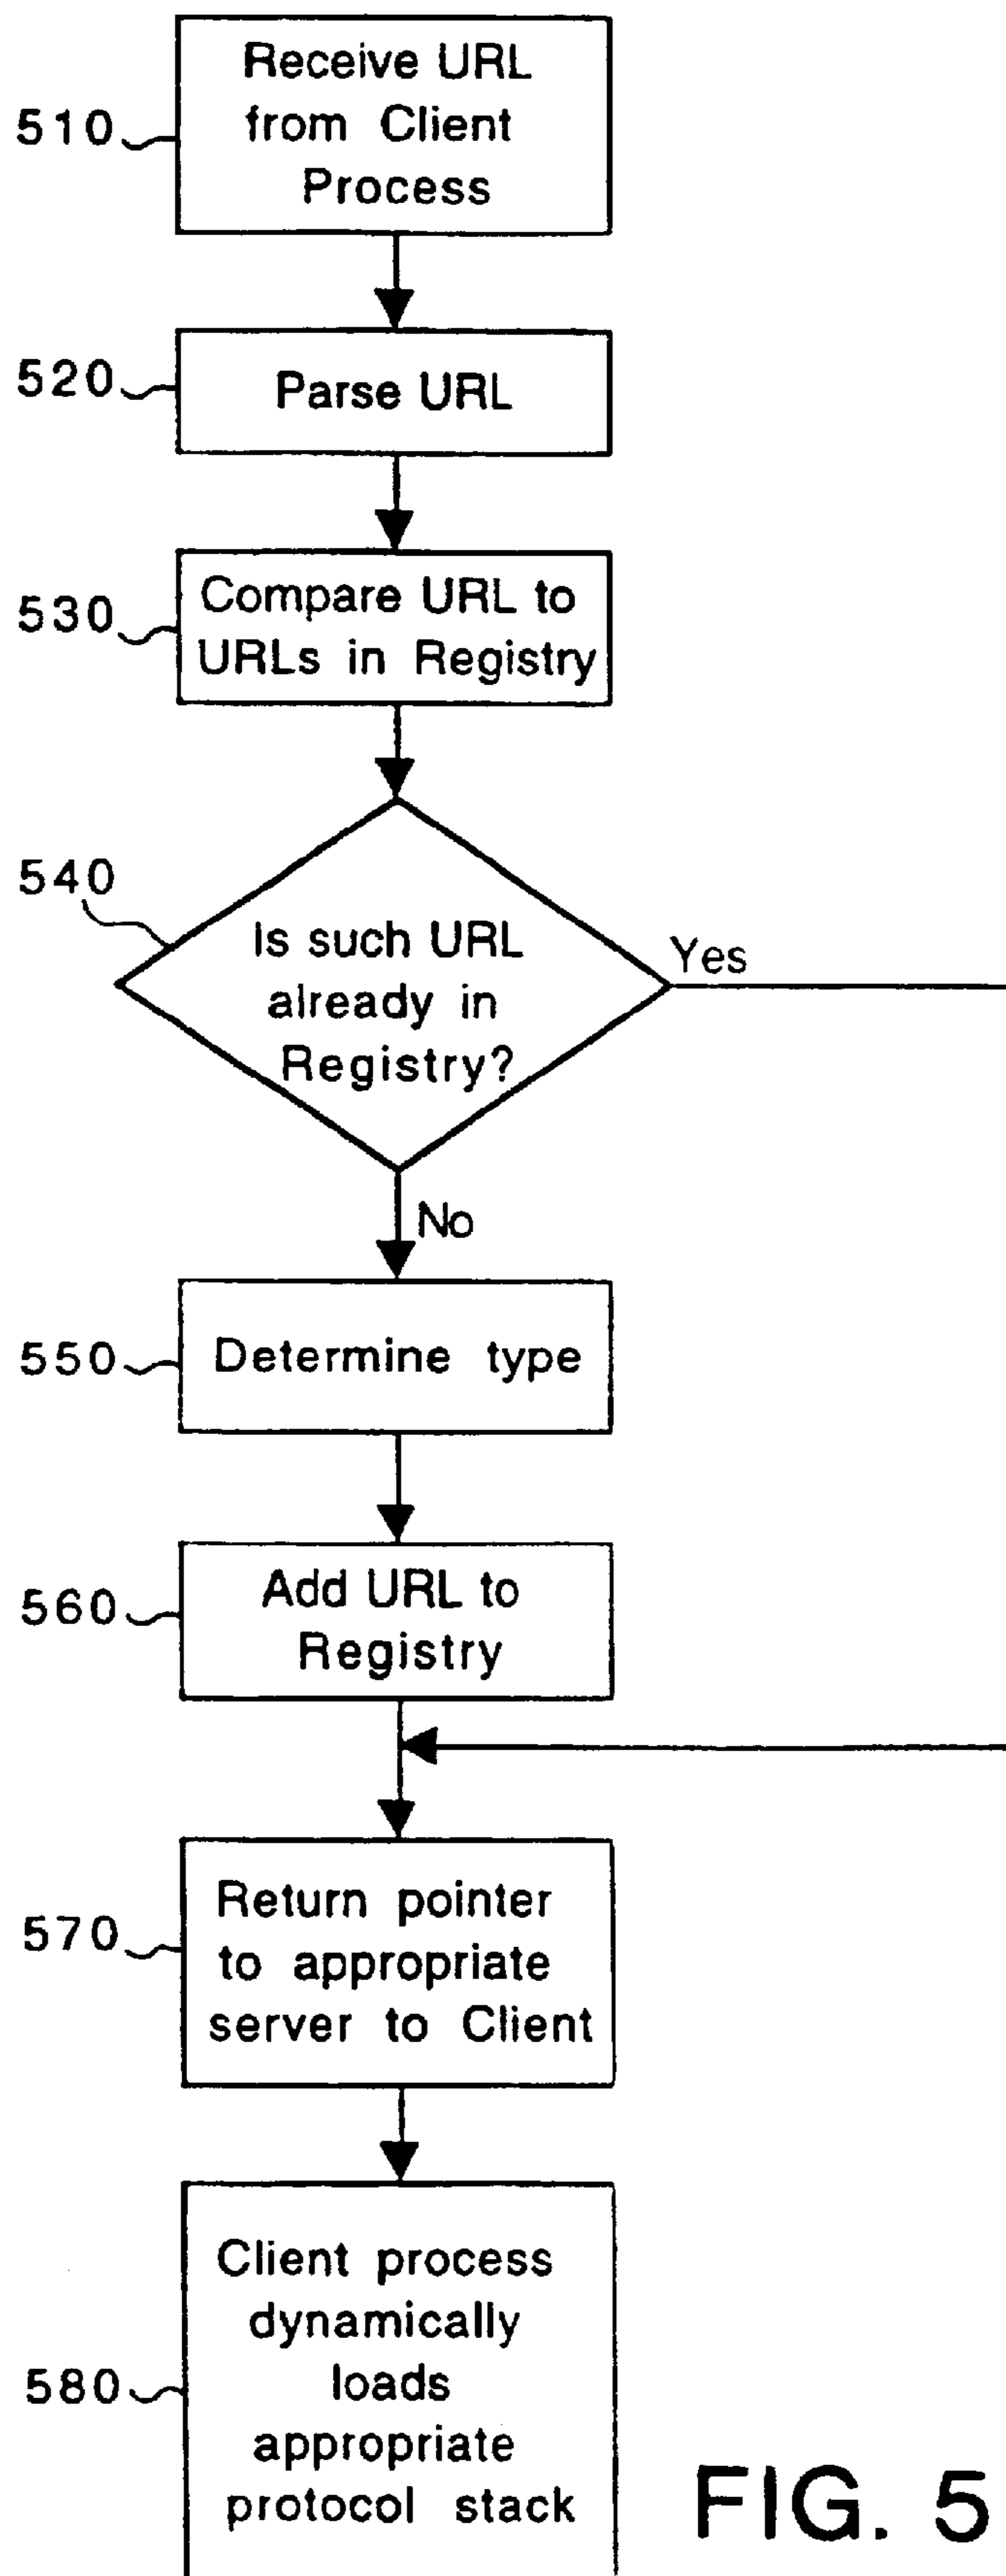 Receive URL
from Client
Process
510
520
Parse URL
530
Compare URL to
URLs in Registry
540
Is such URL
already in
Registry?
Yes
No
550
Determine type
560
Add URL to
Registry
570
Return pointer
to appropriate
server to Client
580
Client process
dynamically
loads
appropriate
protocol stack
FIG. 5